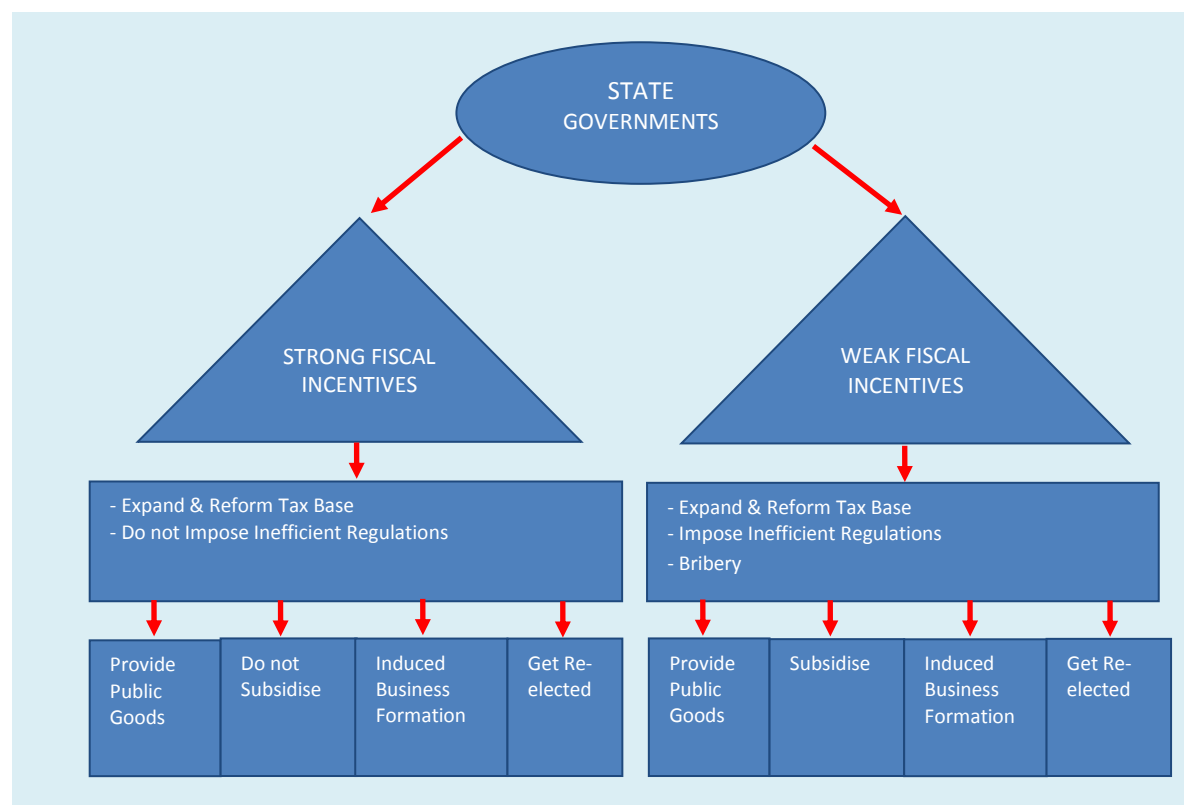 STATE
GOVERNMENTS
STRONG FISCAL
INCENTIVES
WEAK FISCAL
INCENTIVES
- Expand & Reform Tax Base
- Do not Impose Inefficient Regulations
- Expand & Reform Tax Base
- Impose Inefficient Regulations
- Bribery
Provide
Public
Goods
Do not
Subsidise
Induced
Business
Formation
Get Re-
elected
Provide
Public
Goods
Subsidise
Induced
Business
Formation
Get Re-
elected